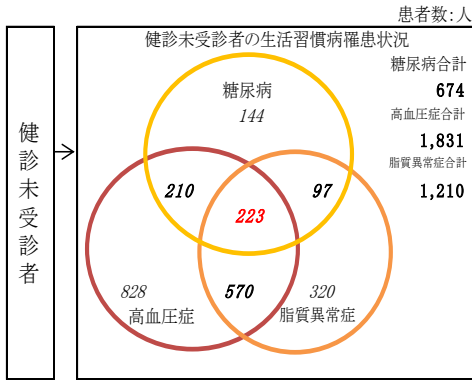 患者数:人
健診未受診者の生活習慣病罹患状況
健診未受診者
糖尿病
144
糖尿病合計
674
高血圧症合計
1,831
脂質異常症合計
1,210
210
97
223
828
570
320
高血圧症
脂質異常症